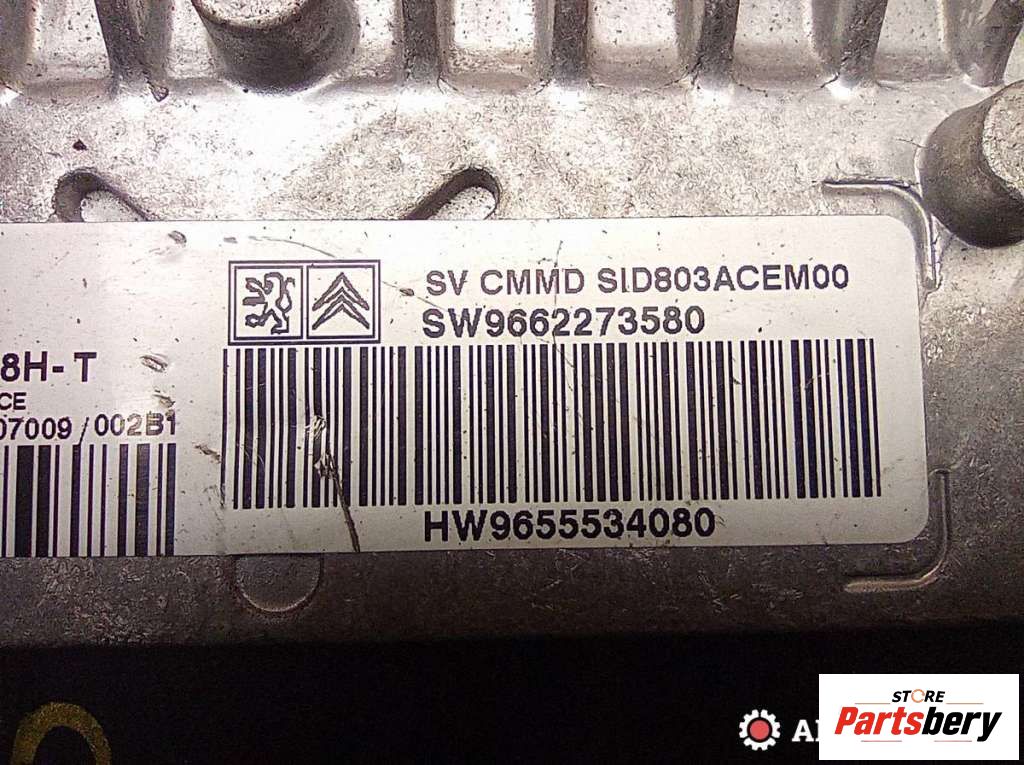 SV CMMD SID803ACEM00
SW9662273580
8H-T
CE
07009/002B1
HW9655534080
STORE
Partsbery